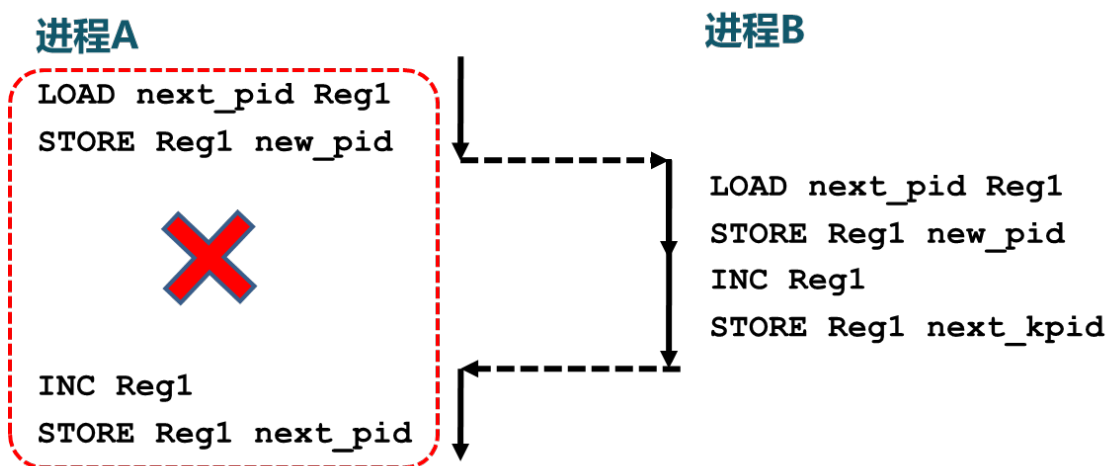 进程A
LOAD next_pid Reg1
STORE Reg1 new_pid
INC Reg1
STORE Reg1 next_pid
进程B
LOAD next_pid Reg1
STORE Reg1 new_pid
INC Reg1
STORE Reg1 next_kpid